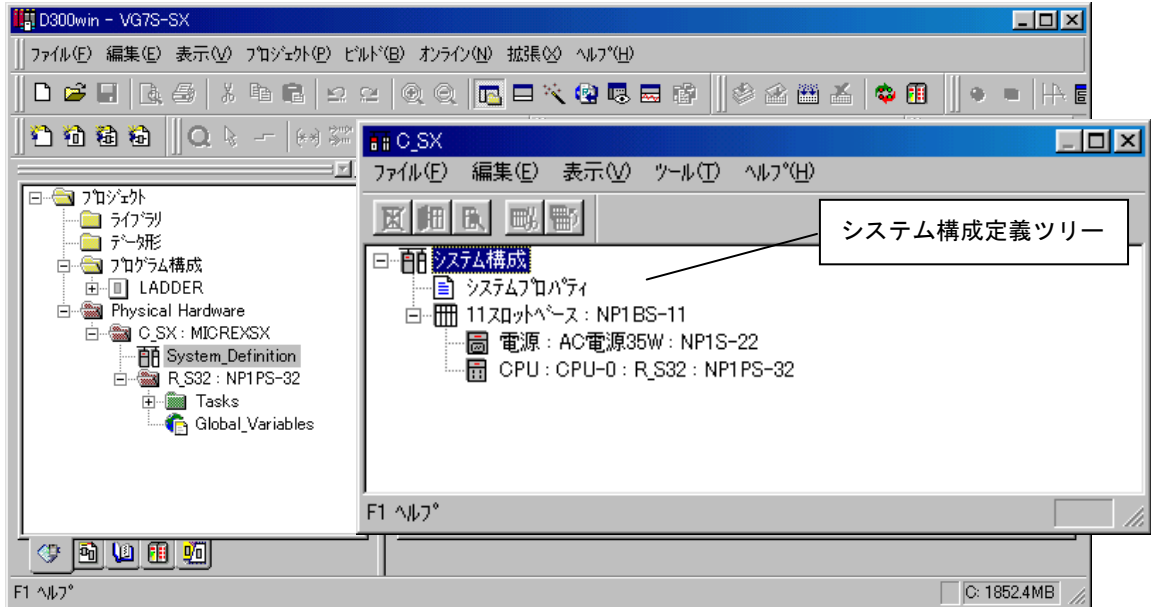 D300win - VG7S-SX
ﾌｧｲﾙ(F) 編集(E) 表示(V) ﾌﾟﾛｼﾞｪｸﾄ(P) ﾋﾞﾙﾄﾞ(B) ｵﾝﾗｲﾝ(N) 拡張(X) ﾍﾙﾌﾟ(H)
ﾌﾟﾛｼﾞｪｸﾄ
ﾗｲﾌﾞﾗﾘ
ﾃﾞｰﾀ形
ﾌﾟﾛｸﾞﾗﾑ構成
LADDER
Physical Hardware
C_SX : MICREXSX
System_Definition
R_S32 : NP1PS-32
Tasks
Global_Variables
C_SX
ﾌｧｲﾙ(F) 編集(E) 表示(V) ﾂｰﾙ(T) ﾍﾙﾌﾟ(H)
システム構成定義ツリー
ｼｽﾃﾑ構成
ｼｽﾃﾑﾌﾟﾛﾊﾟﾃｨ
11ｽﾛｯﾄﾍﾞｰｽ : NP1BS-11
電源 : AC電源35W : NP1S-22
CPU : CPU-0 : R_S32 : NP1PS-32
F1 ﾍﾙﾌﾟ
F1 ﾍﾙﾌﾟ
C: 1852.4MB